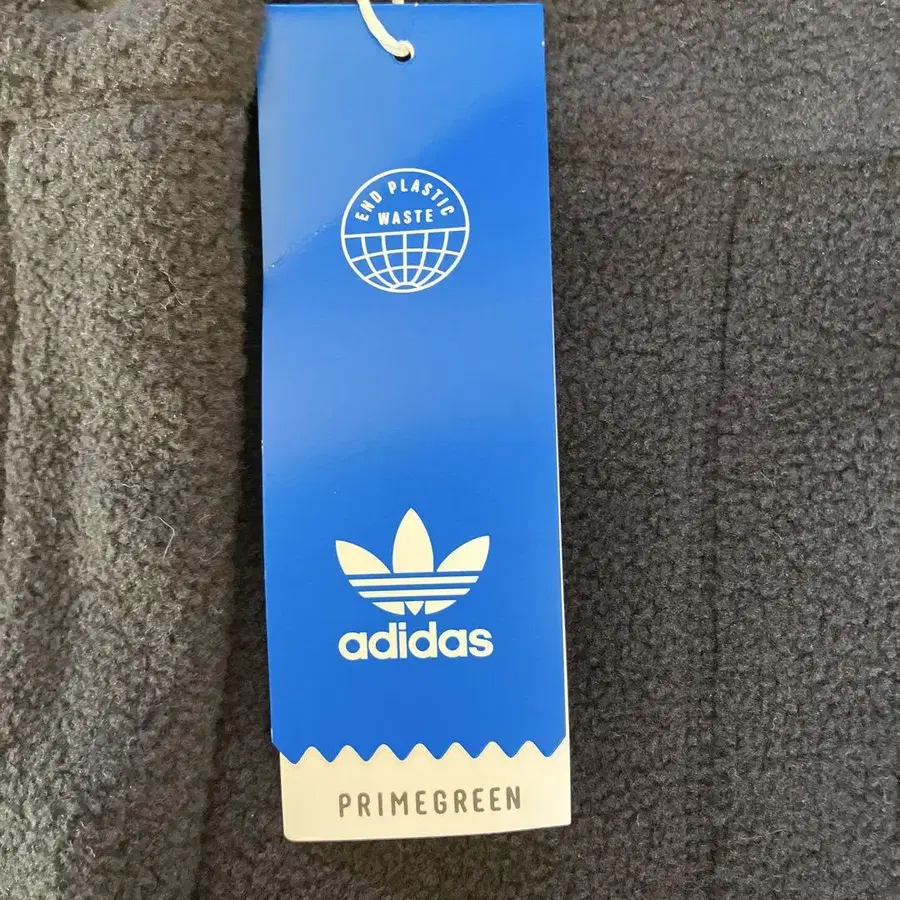 END PLASTIC
WASTE
adidas
PRIMEGREEN